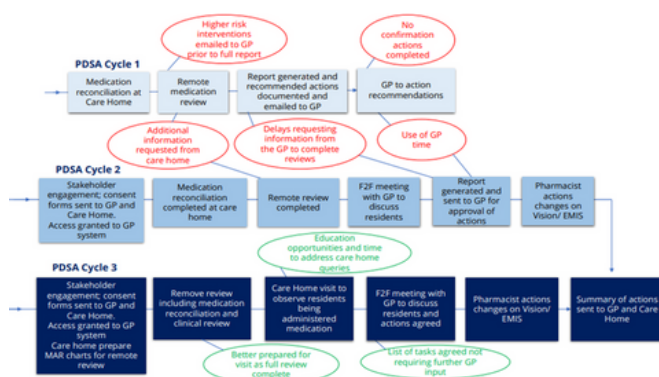 Higher risk
interventions
emailed to GP
prior to full report
No
confirmation
actions
completed
PDSA Cycle 1
Medication
reconciliation at
Care Home
Remote
medication
review
Report generated and
recommended actions
documented and
emailed to GP
GP to action
recommendations
Additional
information
requested from
care home
Delays requesting
information from
the GP to complete
reviews
Use of GP
time
PDSA Cycle 2
Stakeholder
engagement; consent
forms sent to GP and
Care Home.
Access granted to GP
system
Medication
reconciliation
completed at care
home
Remote review
completed
F2F meeting
with GP to
discuss
residents
Report
generated and
sent to GP for
approval of
actions
Pharmacist actions
changes on
Vision/ EMIS
Education
opportunities and time
to address care home
queries
PDSA Cycle 3
Stakeholder
engagement; consent
forms sent to GP and
Care Home.
Access granted to GP
system
Care home prepare
MAR charts for remote
review
Remove review
including medication
reconciliation and
clinical review
Care Home visit to
observe residents
being
administered
medication
F2F meeting with
GP to discuss
residents and
actions agreed
Pharmacist actions
changes on Vision/
EMIS
Summary of actions
sent to GP and Care
Home
Better prepared for
visit as full review
complete
List of tasks agreed not
requiring further GP
input